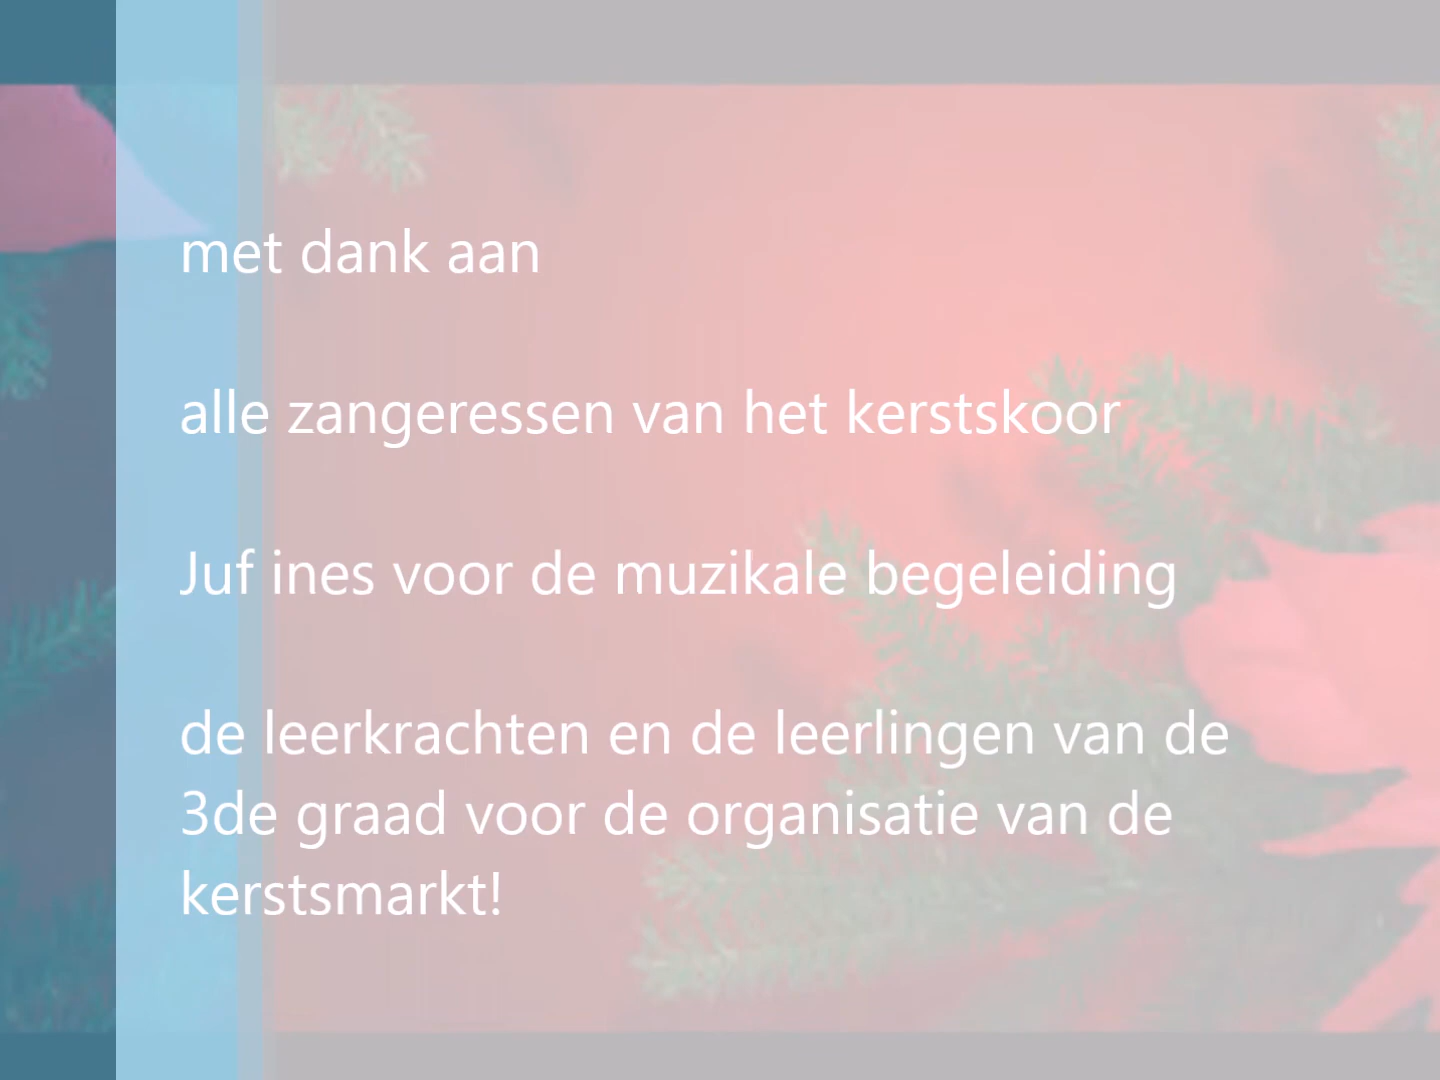 met dank aan
alle zangeressen van het kerstskoor
Juf ines voor de muzikale begeleiding
de leerkrachten en de leerlingen van de
3de graad voor de organisatie van de
kerstsmarkt!